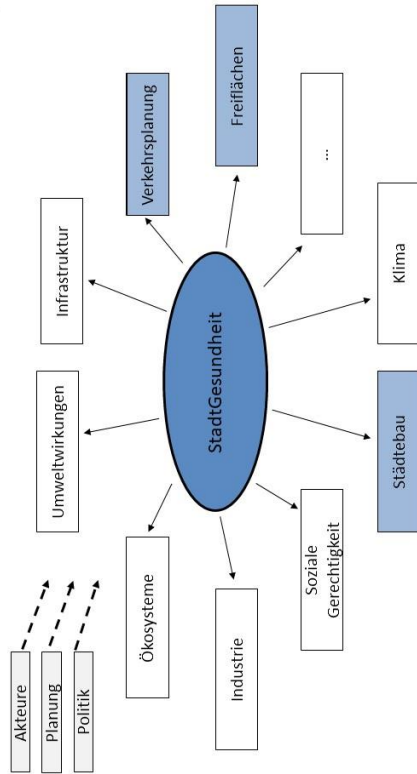 Akteure
Planung
Politik
Umweltwirkungen
Infrastruktur
Verkehrsplanung
Ökosysteme
StadtGesundheit
Freiflächen
Industrie
...
Soziale
Gerechtigkeit
Städtebau
Klima